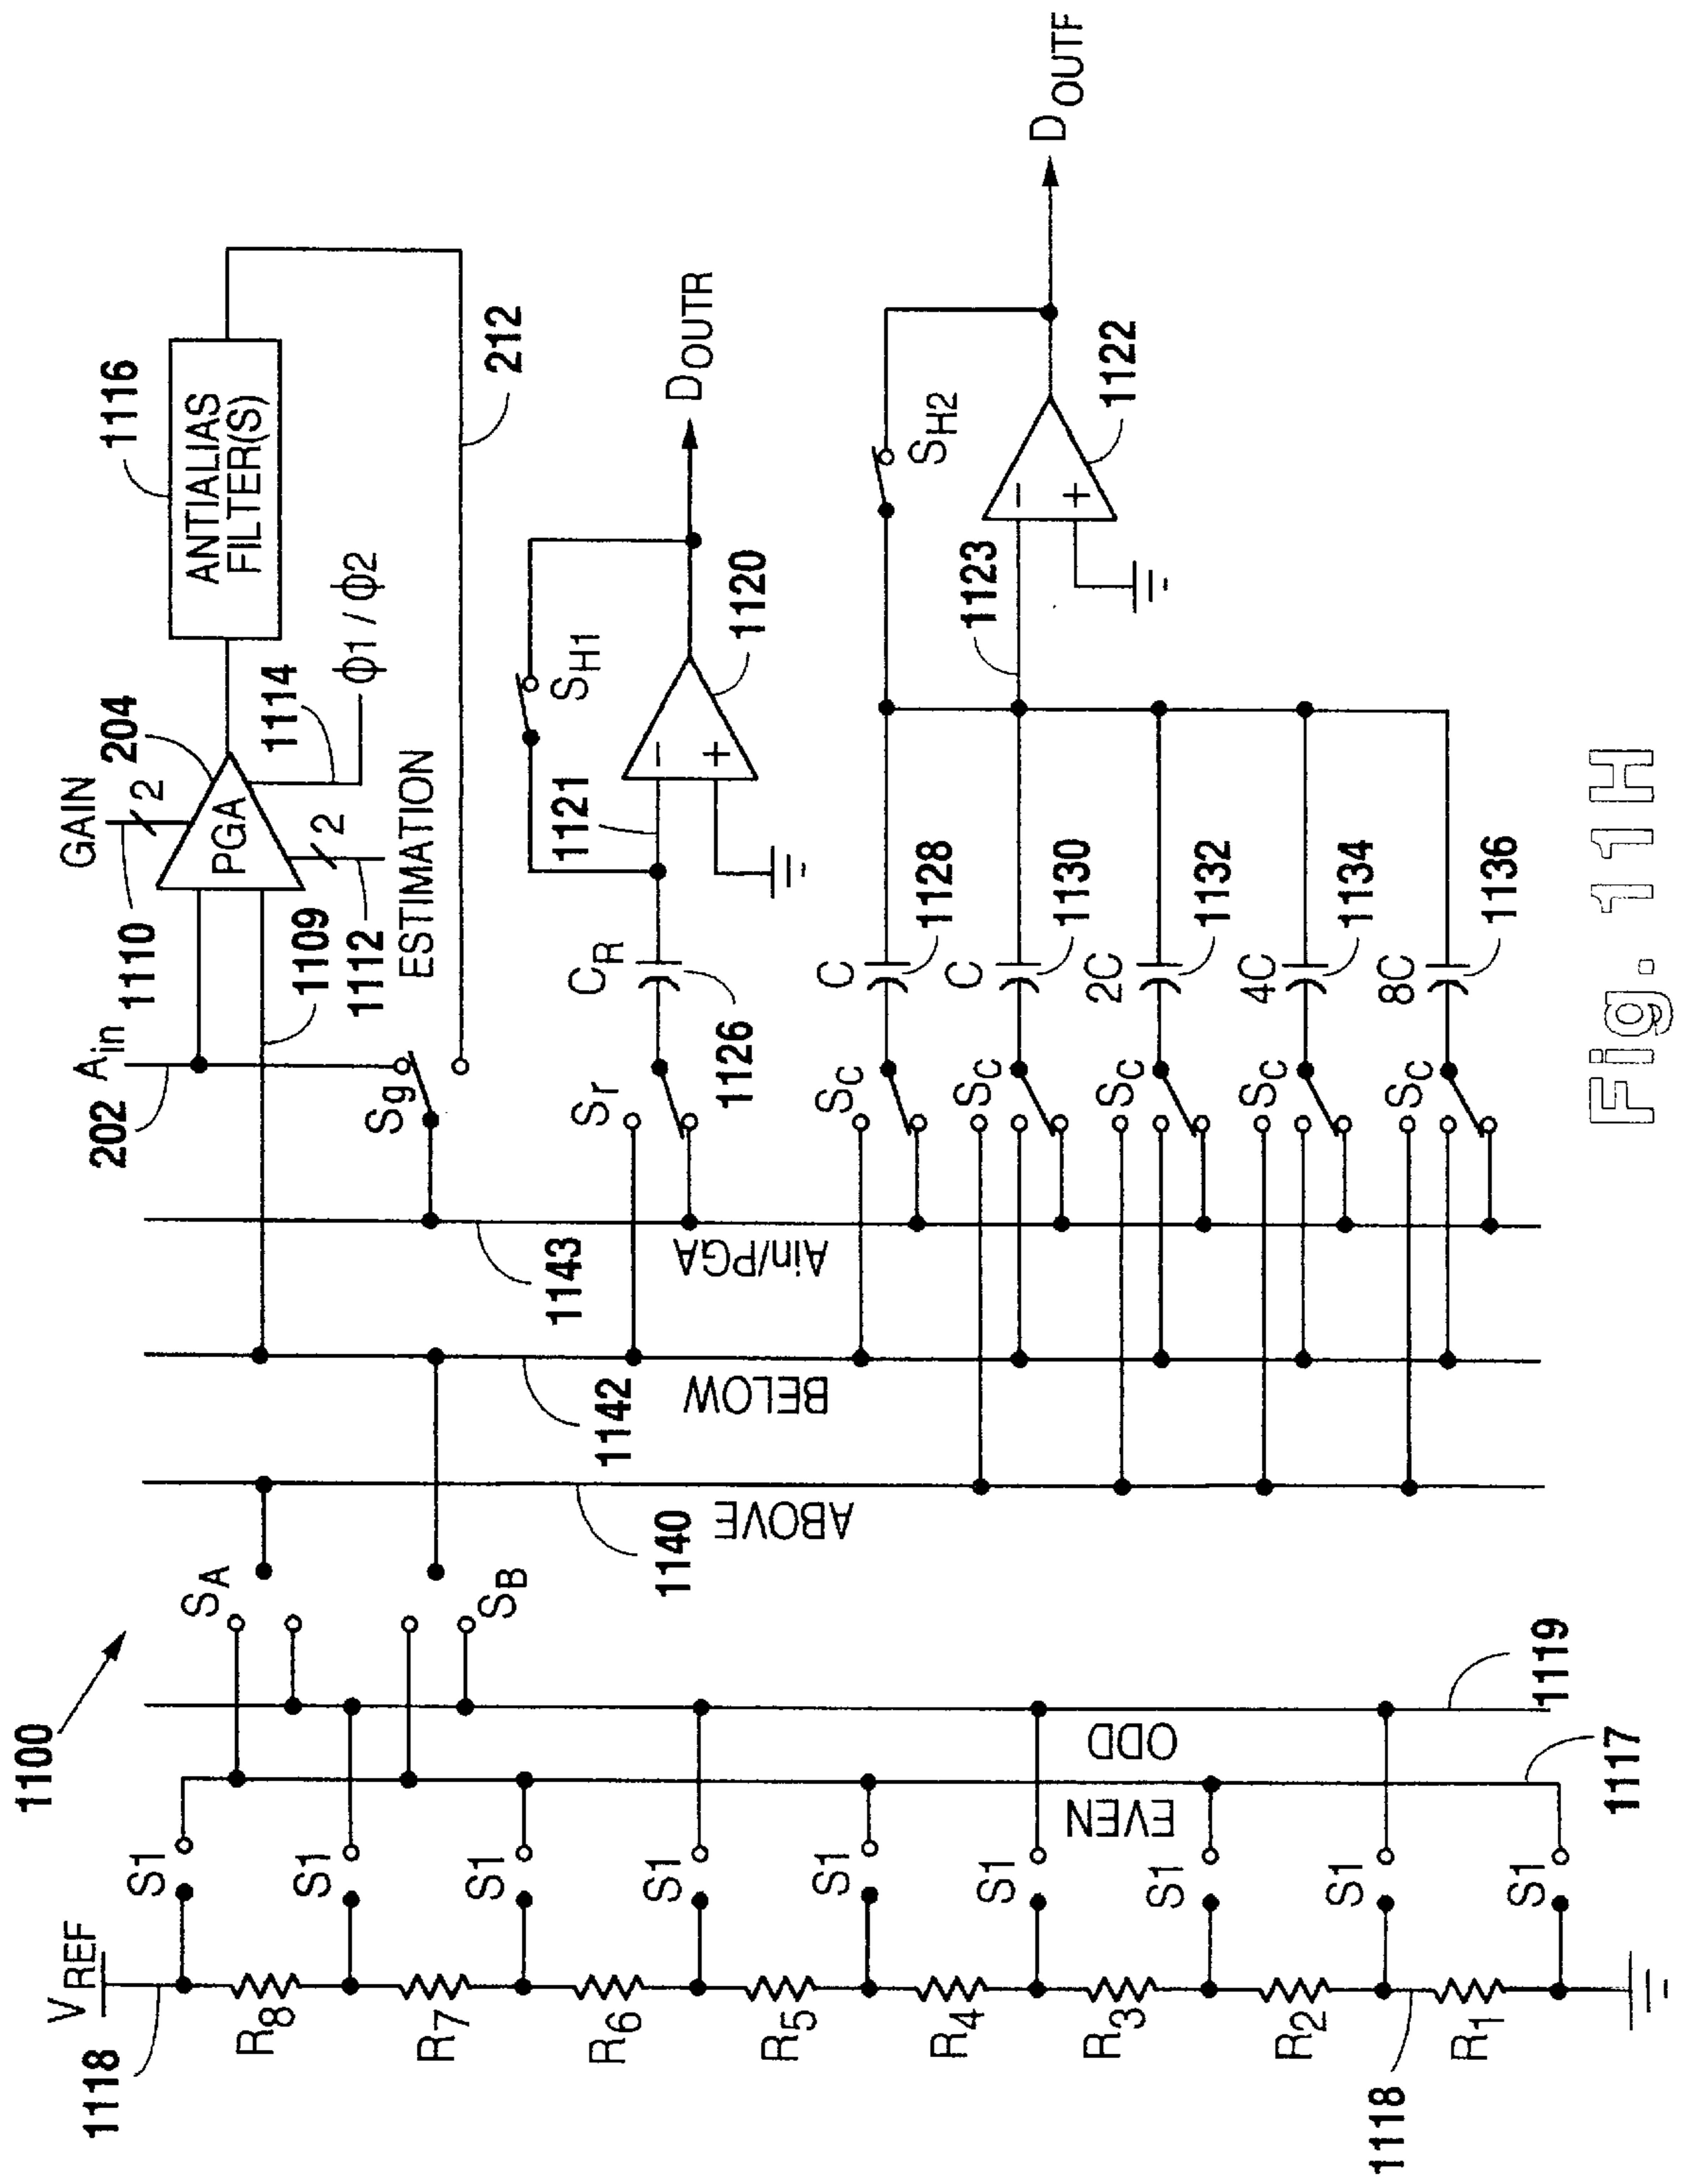 1100
V_REF
1118
S1
S1
S1
S1
S1
S1
S1
S1
S1
R8
R7
R6
R5
R4
R3
R2
R1
1118
EVEN
ODD
1117
1119
S_A
S_B
ABOVE
1140
BELOW
1142
Ain/PGA
1143
202
A_in
1110
GAIN
2
204
PGA
1109
1112
2
ESTIMATION
1114
ϕ1 / ϕ2
1116
ANTIALIAS
FILTER(S)
212
S_g
S_r
C_R
1126
1121
S_H1
−
+
1120
D_OUTR
S_C
S_C
S_C
S_C
S_C
C
1128
C
1130
2C
1132
4C
1134
8C
1136
1123
S_H2
−
+
1122
D_OUTF
Fig. 11H